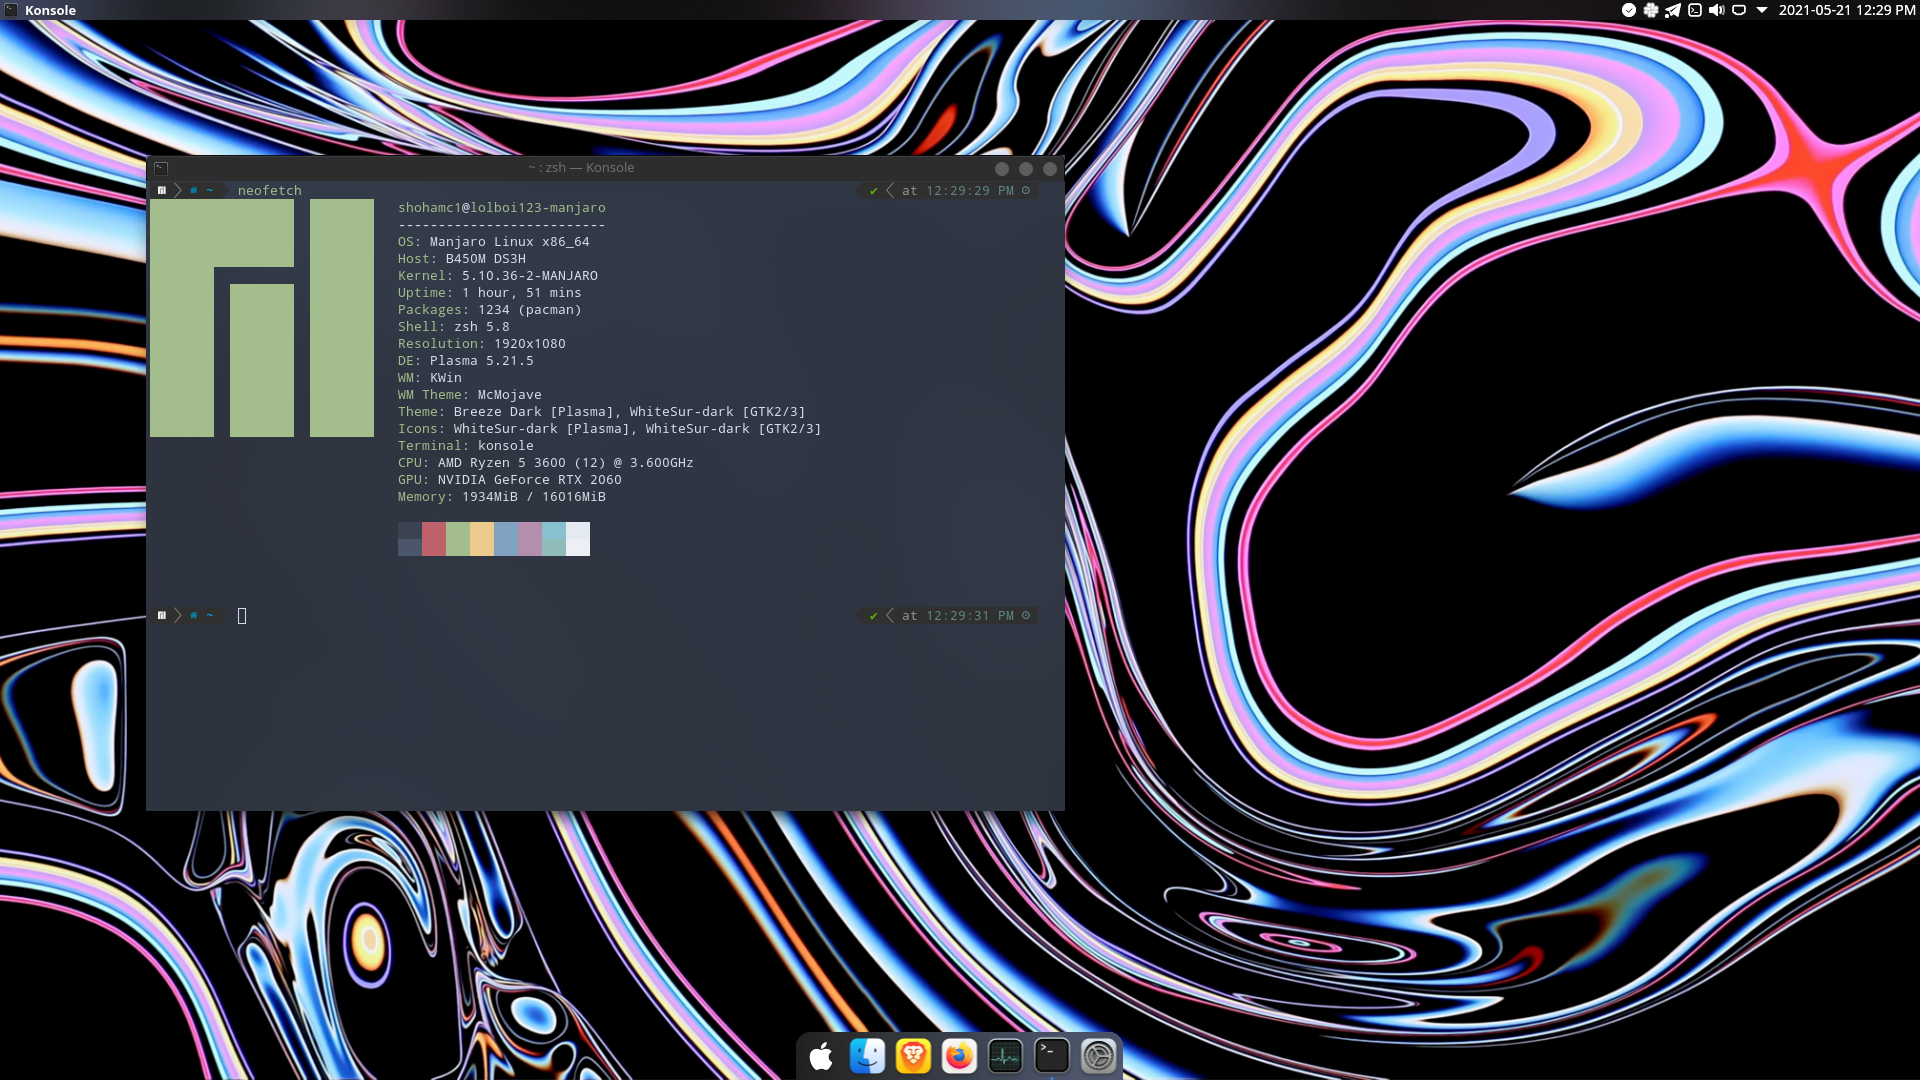 Konsole
2021-05-21 12:29 PM
~ : zsh — Konsole
~ neofetch
✔ at 12:29:29 PM
shohamc1@lolboi123-manjaro
--------------------------
OS: Manjaro Linux x86_64
Host: B450M DS3H
Kernel: 5.10.36-2-MANJARO
Uptime: 1 hour, 51 mins
Packages: 1234 (pacman)
Shell: zsh 5.8
Resolution: 1920x1080
DE: Plasma 5.21.5
WM: KWin
WM Theme: McMojave
Theme: Breeze Dark [Plasma], WhiteSur-dark [GTK2/3]
Icons: WhiteSur-dark [Plasma], WhiteSur-dark [GTK2/3]
Terminal: konsole
CPU: AMD Ryzen 5 3600 (12) @ 3.600GHz
GPU: NVIDIA GeForce RTX 2060
Memory: 1934MiB / 16016MiB
~
✔ at 12:29:31 PM